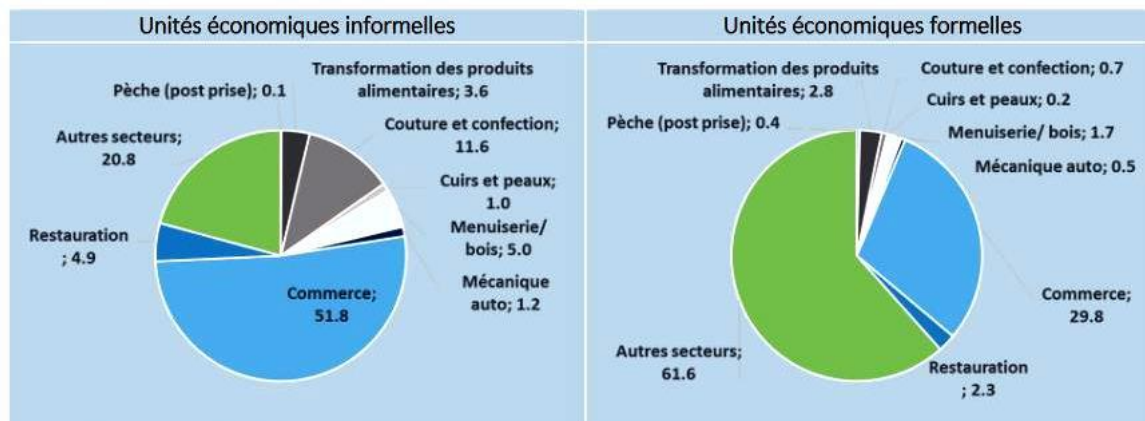 Unités économiques informelles
Pèche (post prise); 0.1
Transformation des produits
alimentaires; 3.6
Couture et confection;
11.6
Cuirs et peaux;
1.0
Menuiserie/
bois; 5.0
Mécanique
auto; 1.2
Commerce;
51.8
Restauration
; 4.9
Autres secteurs;
20.8
Unités économiques formelles
Pèche (post prise); 0.4
Transformation des produits
alimentaires; 2.8
Couture et confection; 0.7
Cuirs et peaux; 0.2
Menuiserie/ bois; 1.7
Mécanique auto; 0.5
Commerce;
29.8
Restauration
; 2.3
Autres secteurs;
61.6